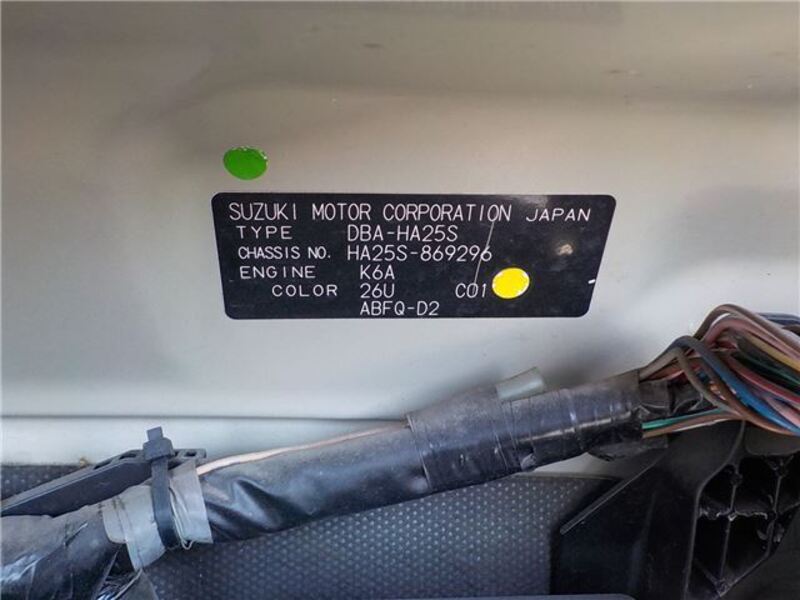 SUZUKI MOTOR CORPORATION JAPAN
TYPE DBA-HA25S
CHASSIS NO. HA25S-869296
ENGINE K6A
COLOR 26U C01
ABFQ-D2